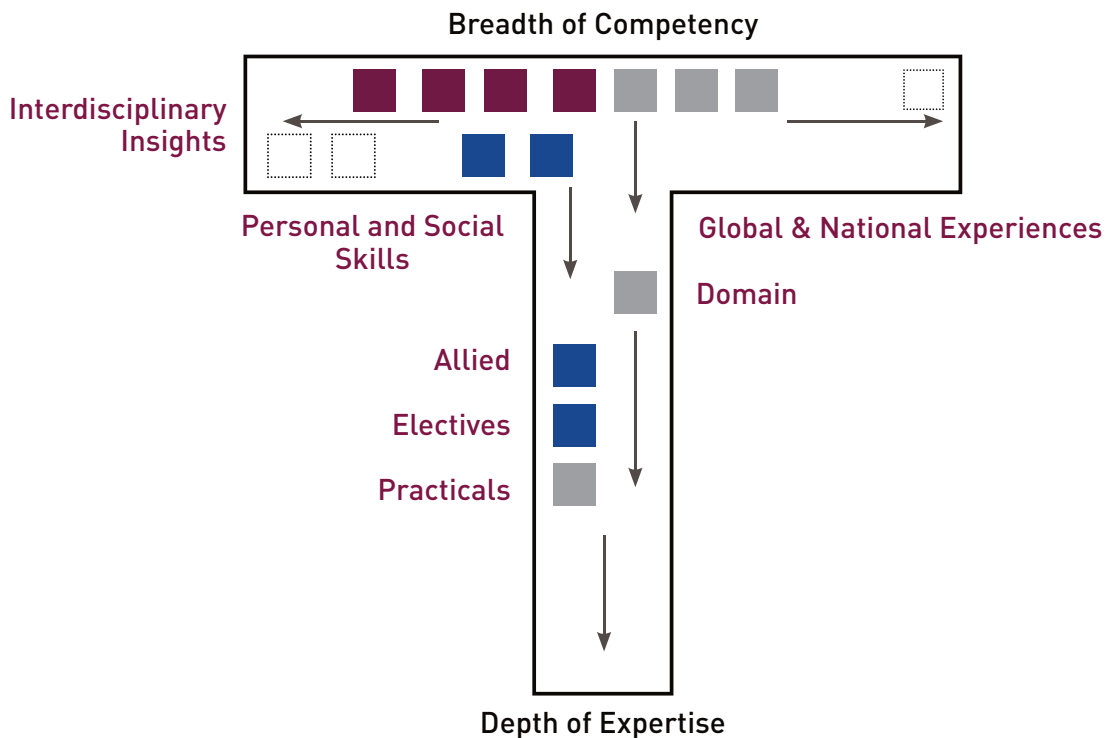 Breadth of Competency
Interdisciplinary
Insights
Personal and Social
Skills
Global & National Experiences
Domain
Allied
Electives
Practicals
Depth of Expertise